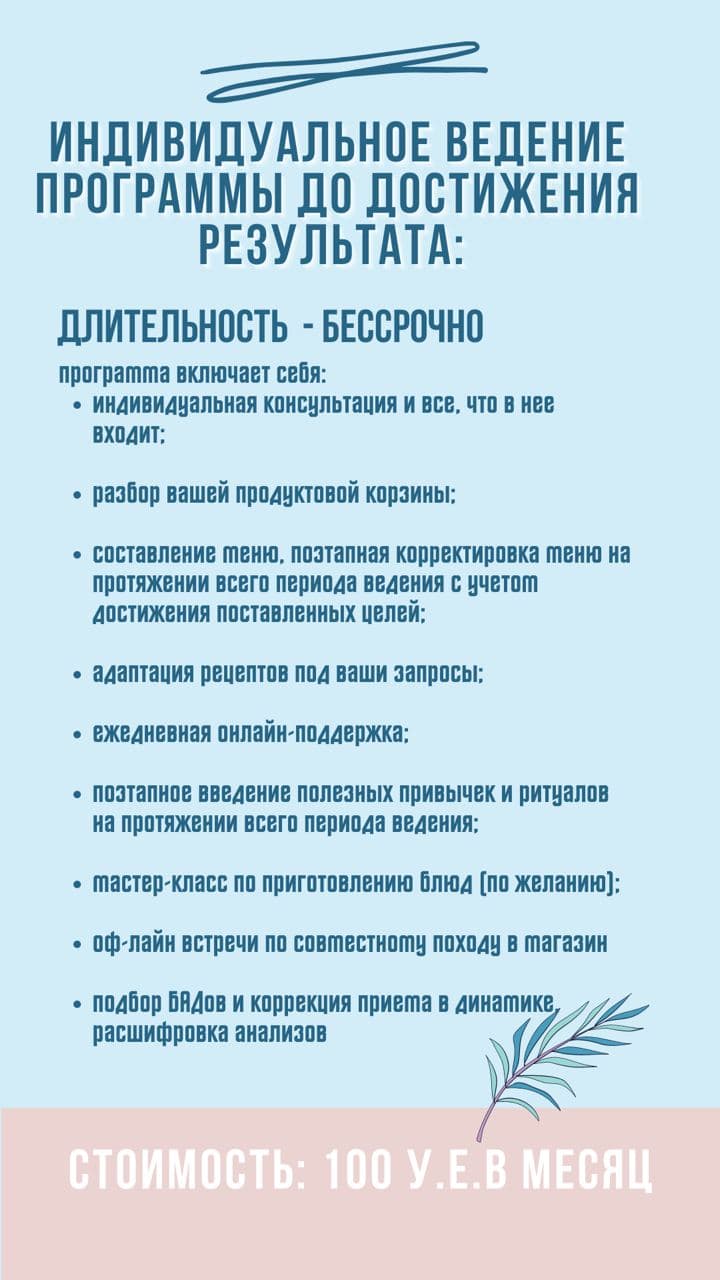 ИНДИВИДУАЛЬНОЕ ВЕДЕНИЕ
ПРОГРАММЫ ДО ДОСТИЖЕНИЯ
РЕЗУЛЬТАТА:
ДЛИТЕЛЬНОСТЬ - БЕССРОЧНО
программа включает себя:
• индивидуальная консультация и все, что в нее
входит;
• разбор вашей продуктовой корзины;
• составление меню, поэтапная корректировка меню на
протяжении всего периода ведения с учетом
достижения поставленных целей;
• адаптация рецептов под ваши запросы;
• ежедневная онлайн-поддержка;
• поэтапное введение полезных привычек и ритуалов
на протяжении всего периода ведения;
• мастер-класс по приготовлению блюд (по желанию);
• оф-лайн встречи по совместному походу в магазин
• подбор БАДов и коррекция приема в динамике,
расшифровка анализов
СТОИМОСТЬ: 100 У.Е.В МЕСЯЦ